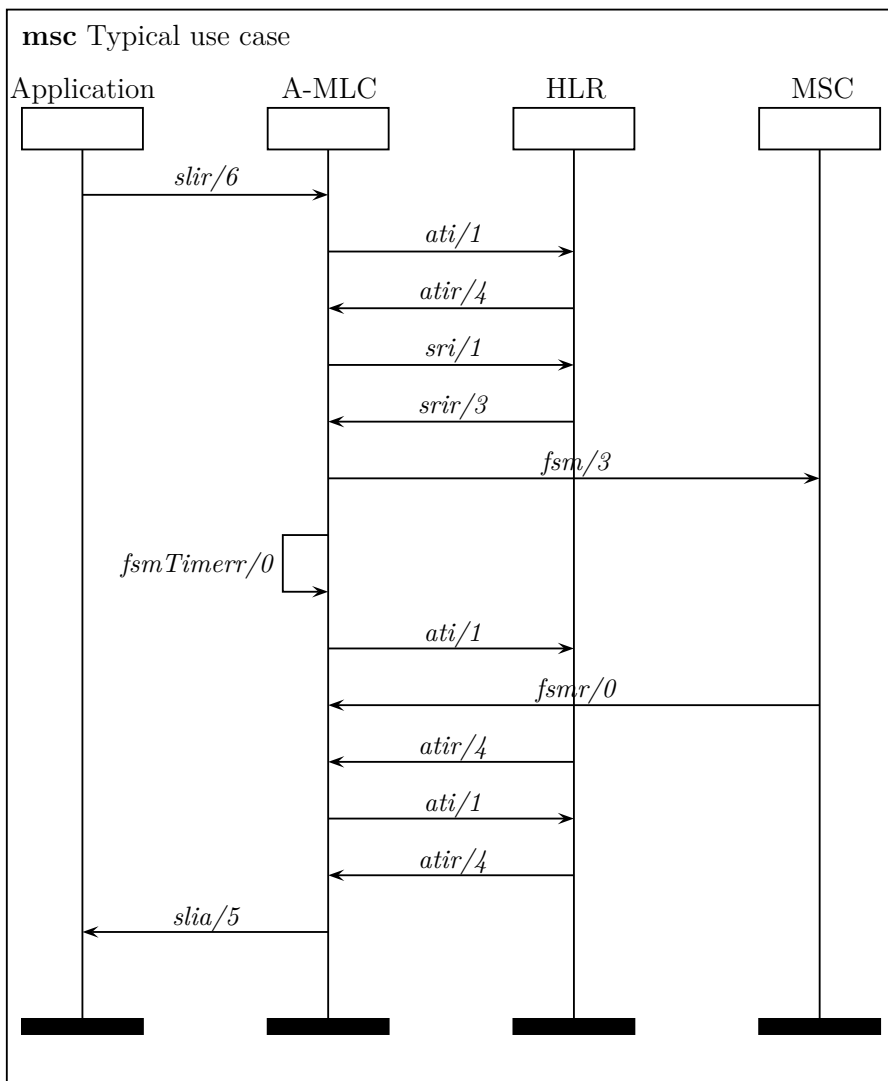 msc Typical use case
Application A-MLC HLR MSC
slir/6
ati/1
atir/4
sri/1
srir/3
fsm/3
fsmTimerr/0
ati/1
fsmr/0
atir/4
ati/1
atir/4
slia/5